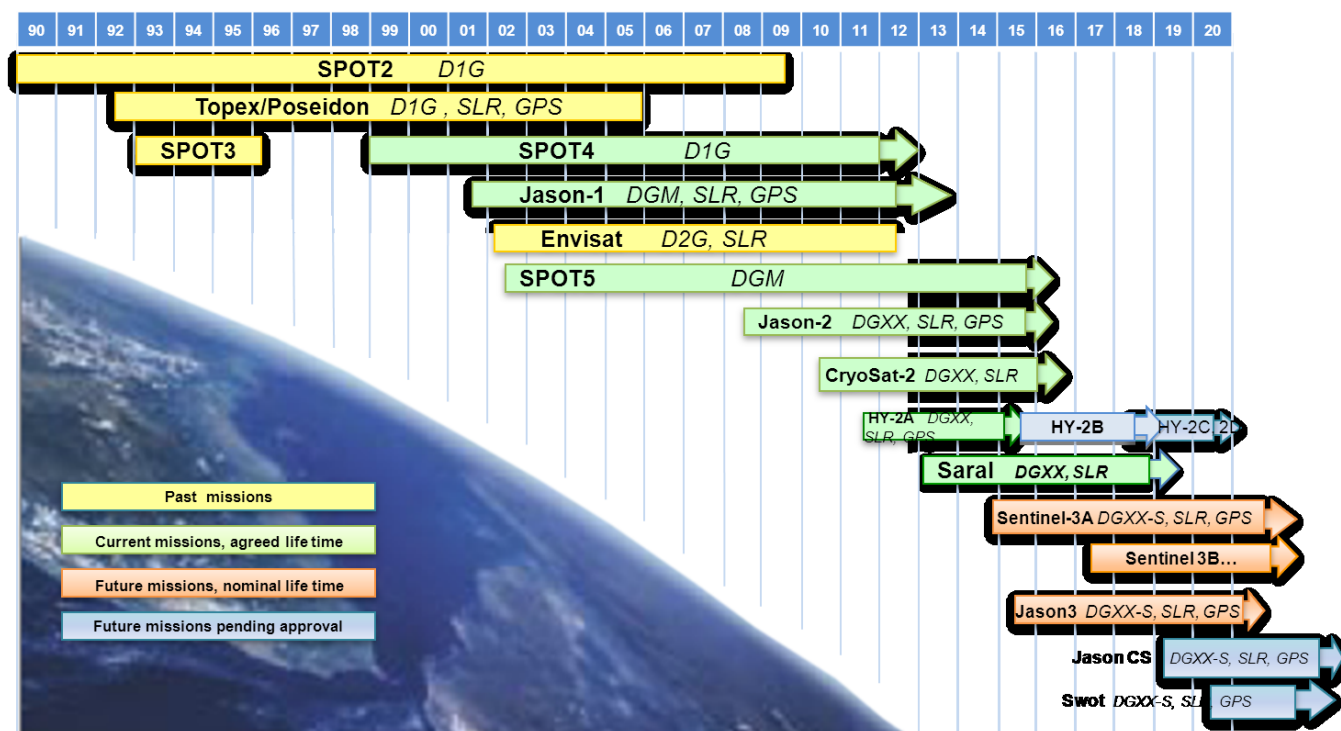 90 91 92 93 94 95 96 97 98 99 00 01 02 03 04 05 06 07 08 09 10 11 12 13 14 15 16 17 18 19 20
SPOT2 D1G
Topex/Poseidon D1G , SLR, GPS
SPOT3
SPOT4 D1G
Jason-1 DGM, SLR, GPS
Envisat D2G, SLR
SPOT5 DGM
Jason-2 DGXX, SLR, GPS
CryoSat-2 DGXX, SLR
HY-2A DGXX,
SLR, GPS
HY-2B
HY-2C, 2
Saral DGXX, SLR
Sentinel-3A DGXX-S, SLR, GPS
Sentinel 3B...
Jason3 DGXX-S, SLR, GPS
Jason CS DGXX-S, SLR, GPS
Swot DGXX-S, SLR, GPS
Past missions
Current missions, agreed life time
Future missions, nominal life time
Future missions pending approval